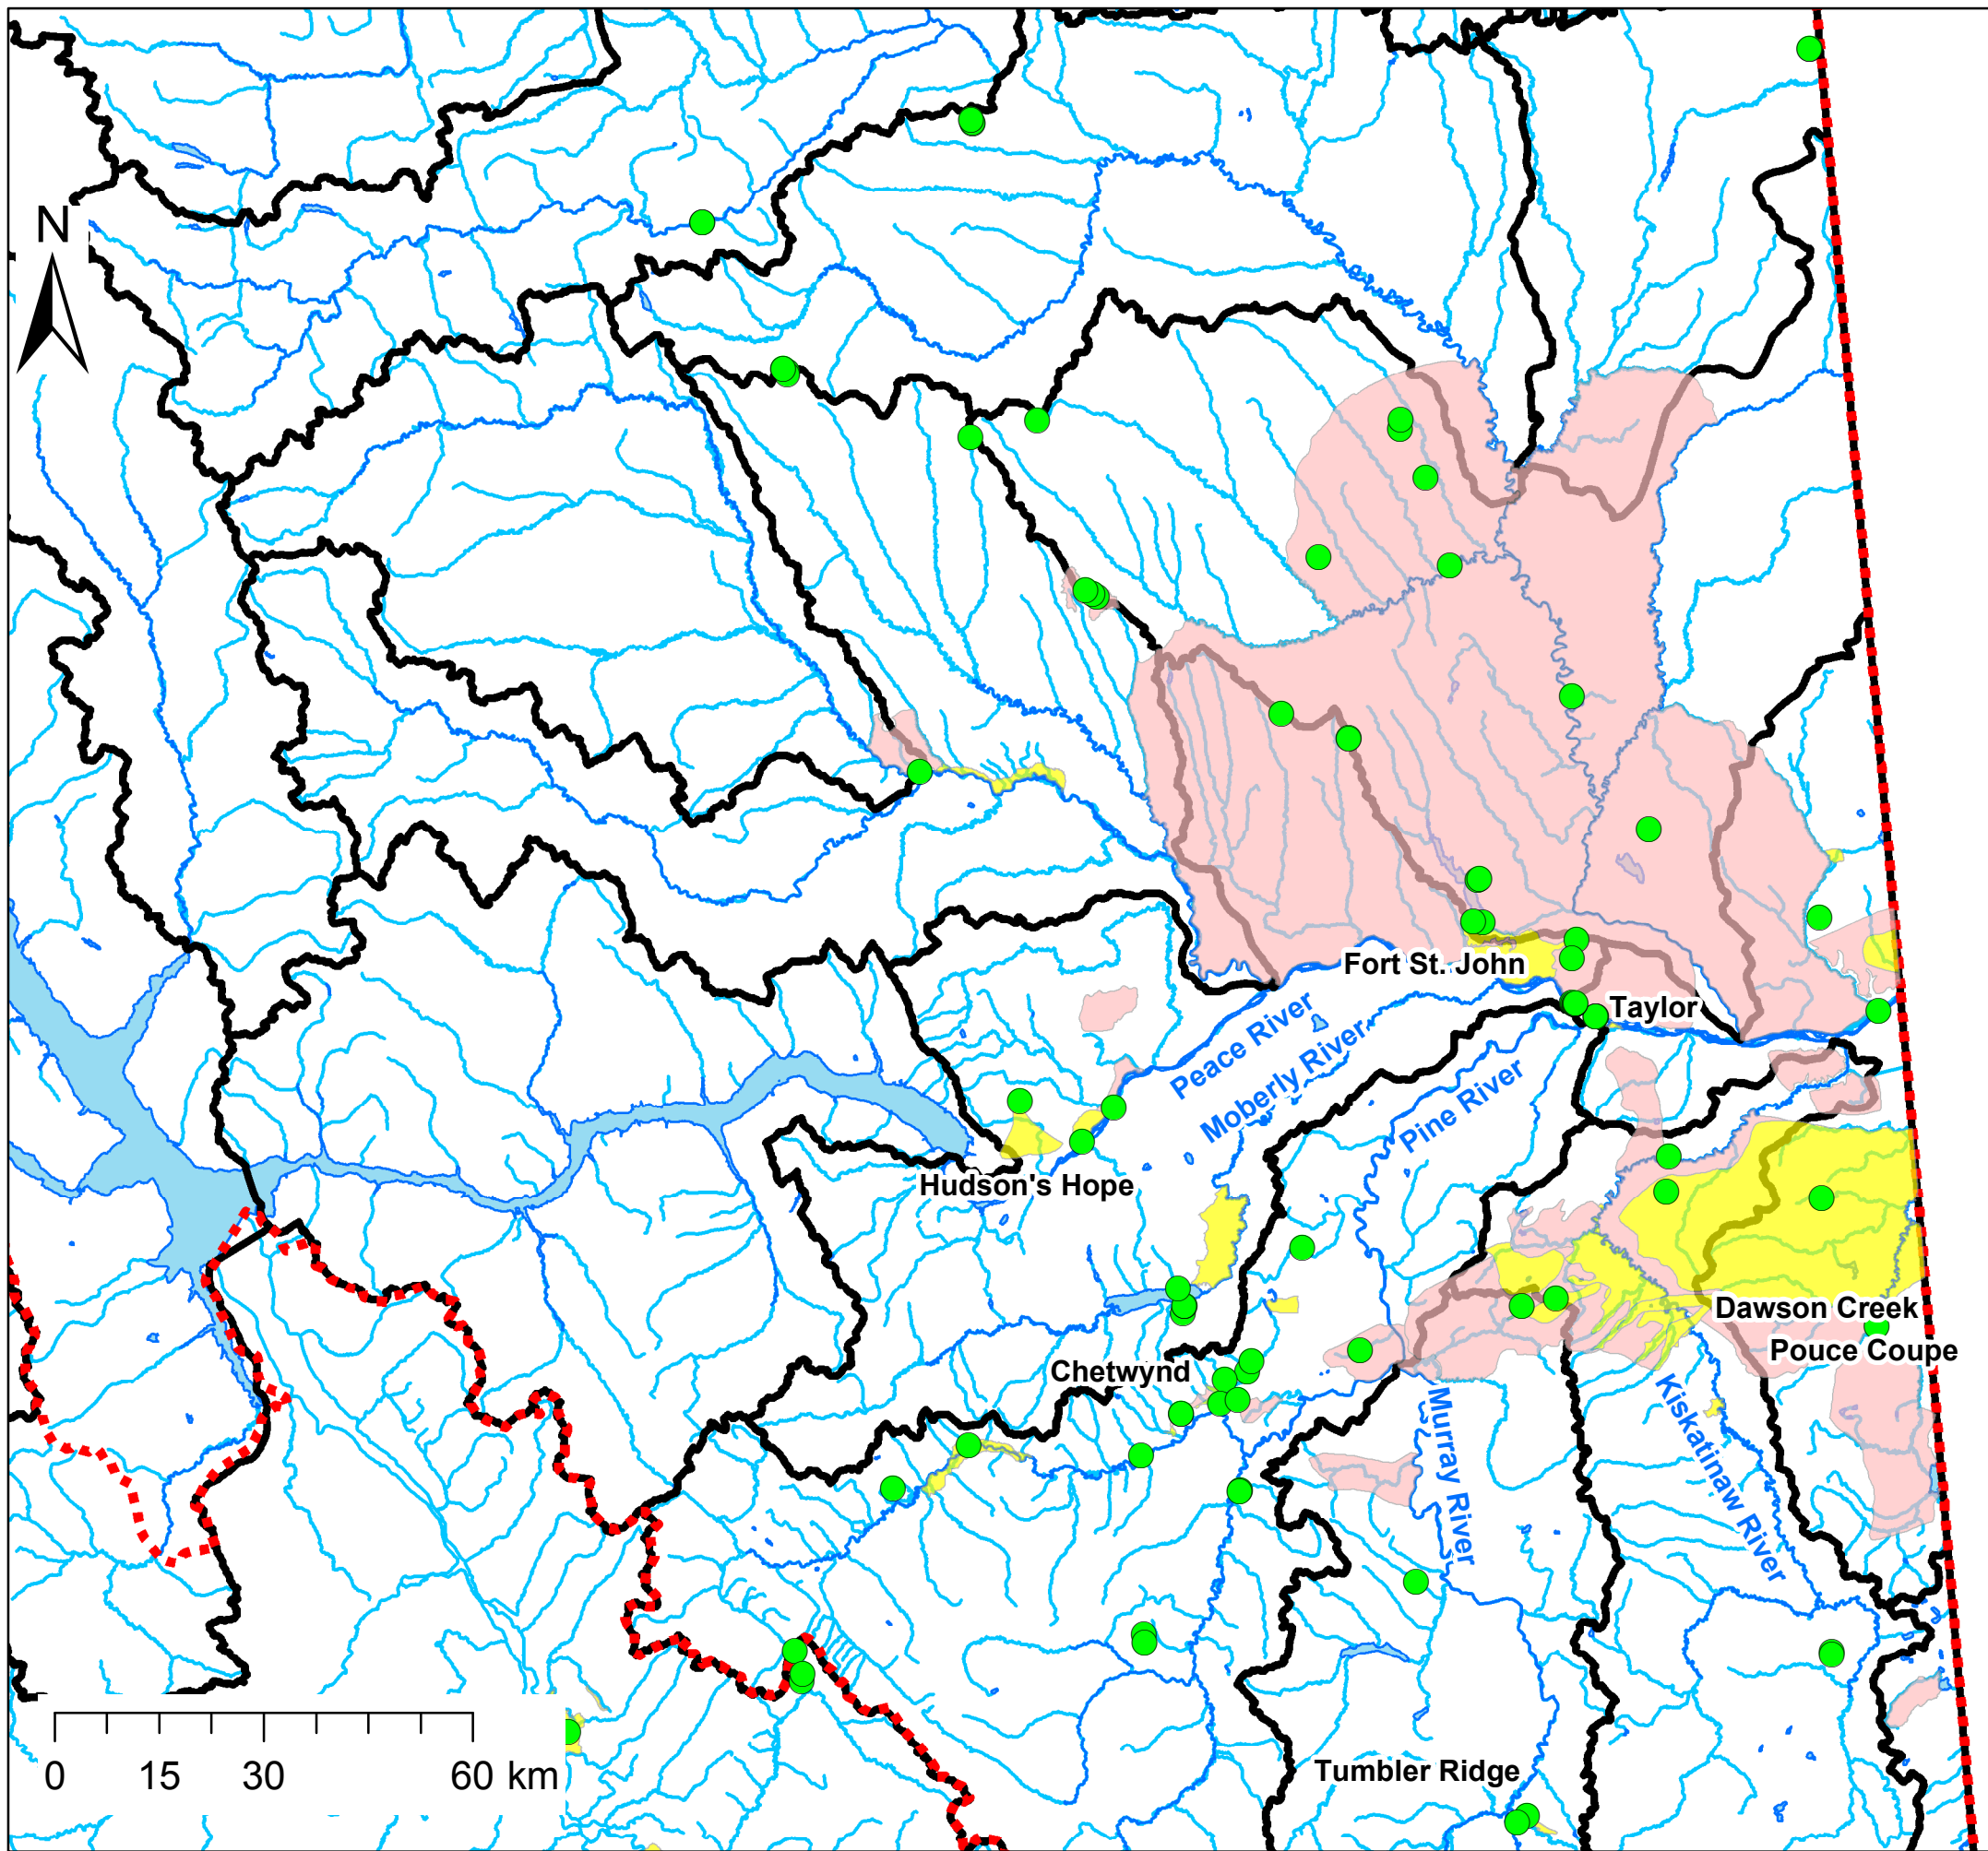 N
Fort St. John
Taylor
Peace River
Moberly River
Pine River
Hudson's Hope
Dawson Creek
Pouce Coupe
Chetwynd
Murray River
Kiskatinaw River
Tumbler Ridge
0 15 30 60 km